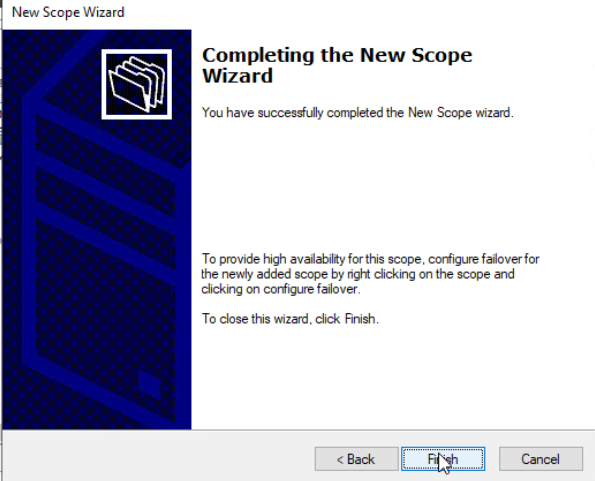 New Scope Wizard
Completing the New Scope
Wizard
You have successfully completed the New Scope wizard.
To provide high availability for this scope, configure failover for
the newly added scope by right clicking on the scope and
clicking on configure failover.
To close this wizard, click Finish.
< Back
Finish
Cancel